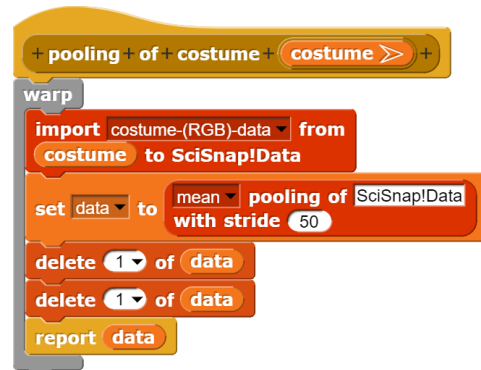 + pooling + of + costume + costume +
warp
import costume-(RGB)-data from
costume to SciSnap!Data
set data to mean pooling of SciSnap!Data
with stride 50
delete 1 of data
delete 1 of data
report data